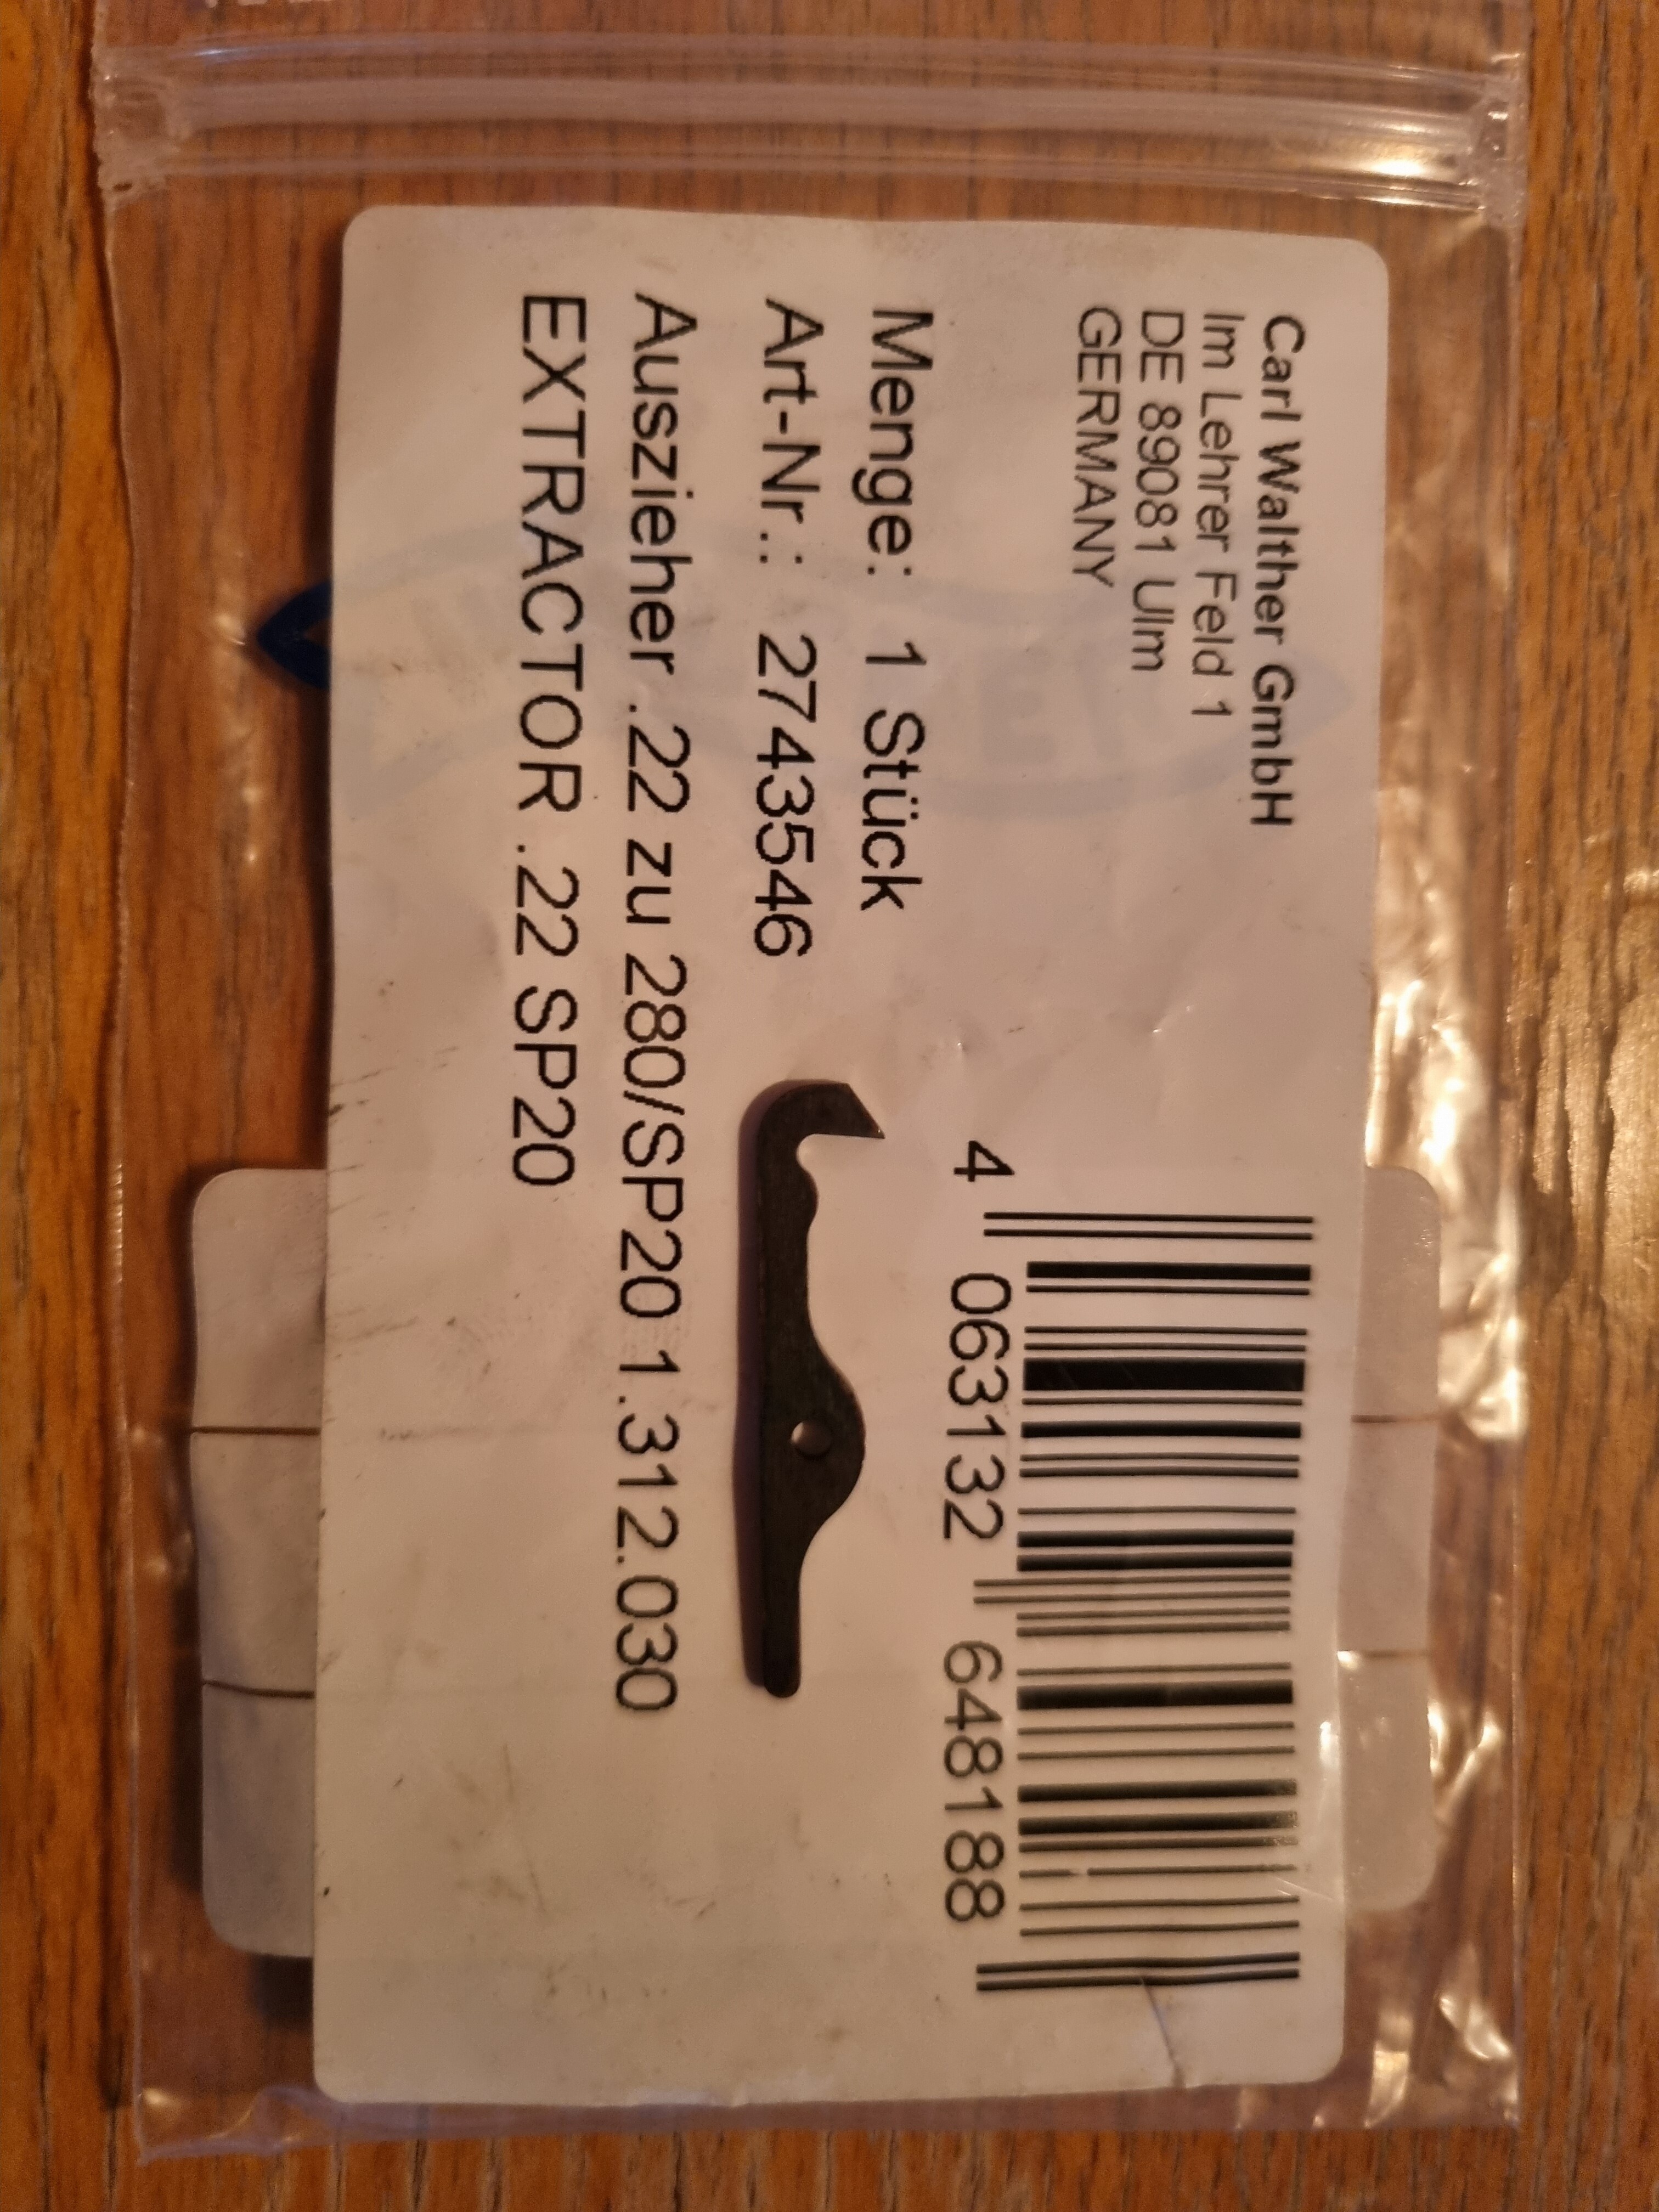 Carl Walther GmbH
Im Lehrer Feld 1
DE 89081 Ulm
GERMANY
4 063132 648188
Menge: 1 Stück
Art-Nr.: 2743546
Auszieher .22 zu 280/SP20 1.312.030
EXTRACTOR .22 SP20